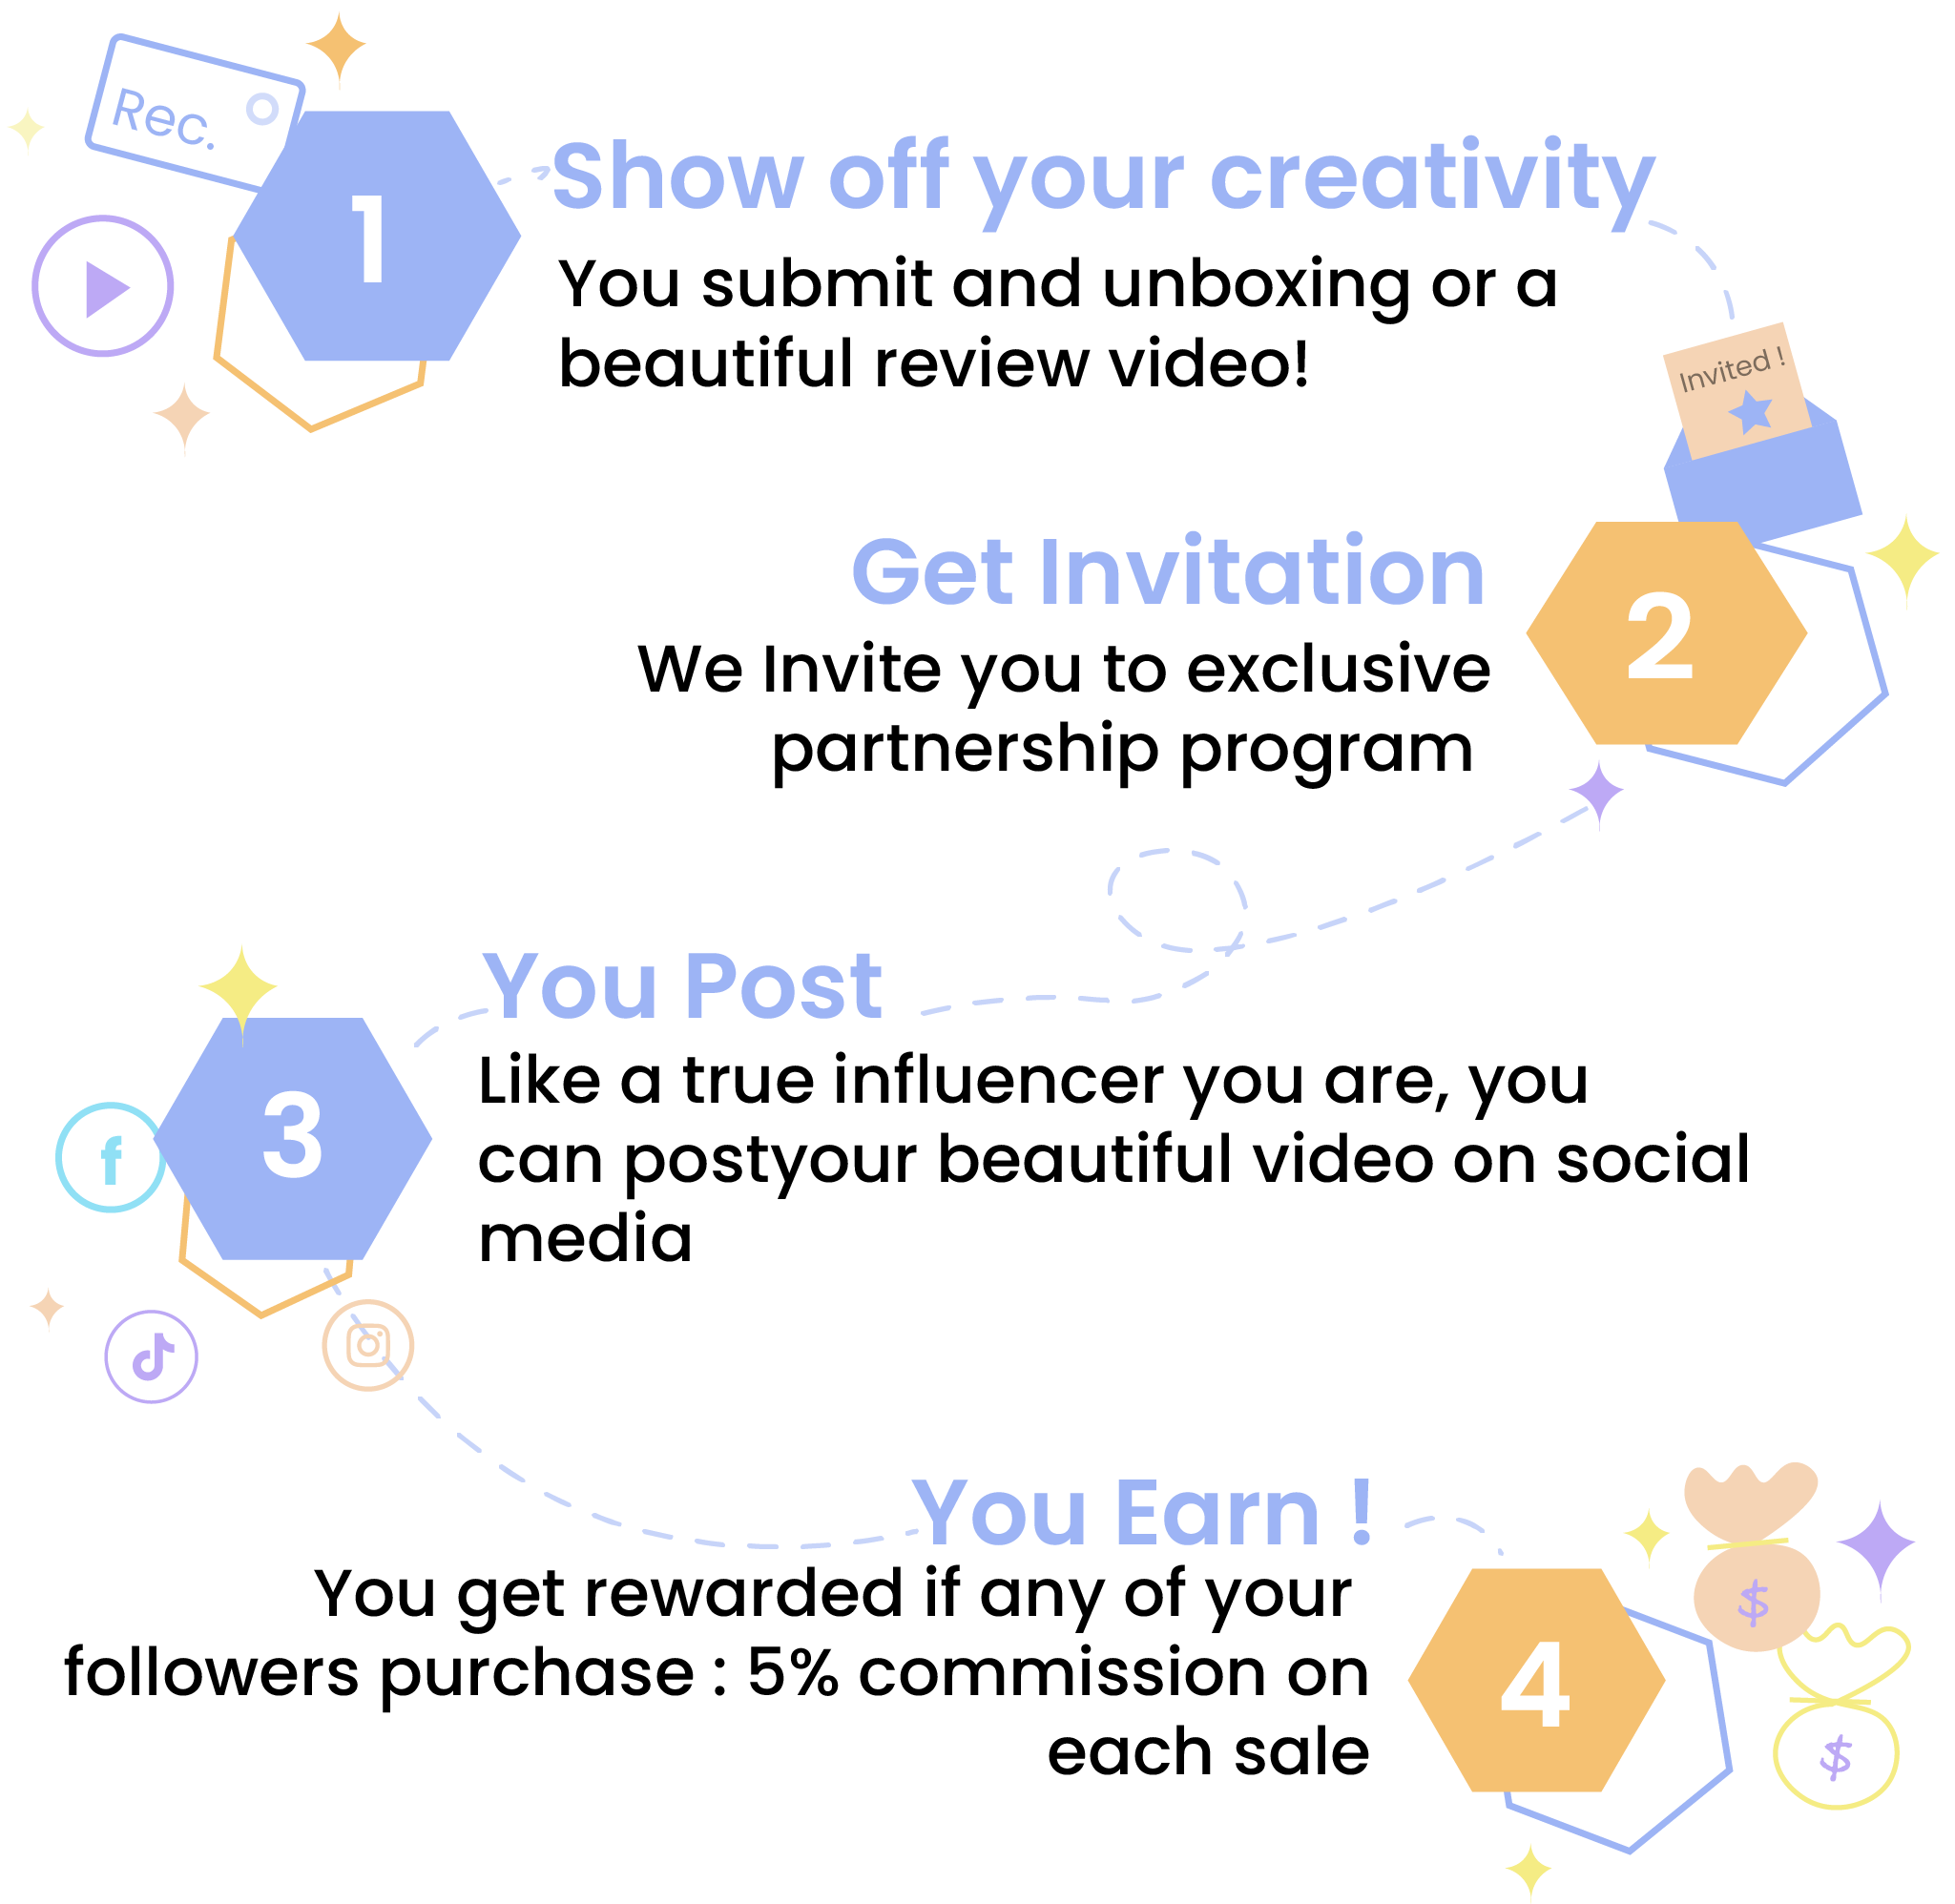 Rec.
1
Show off your creativity
You submit and unboxing or a
beautiful review video!
Invited !
2
Get Invitation
We Invite you to exclusive
partnership program
3
You Post
Like a true influencer you are, you
can postyour beautiful video on social
media
f
You Earn !
You get rewarded if any of your
followers purchase : 5% commission on
each sale
4
$
$